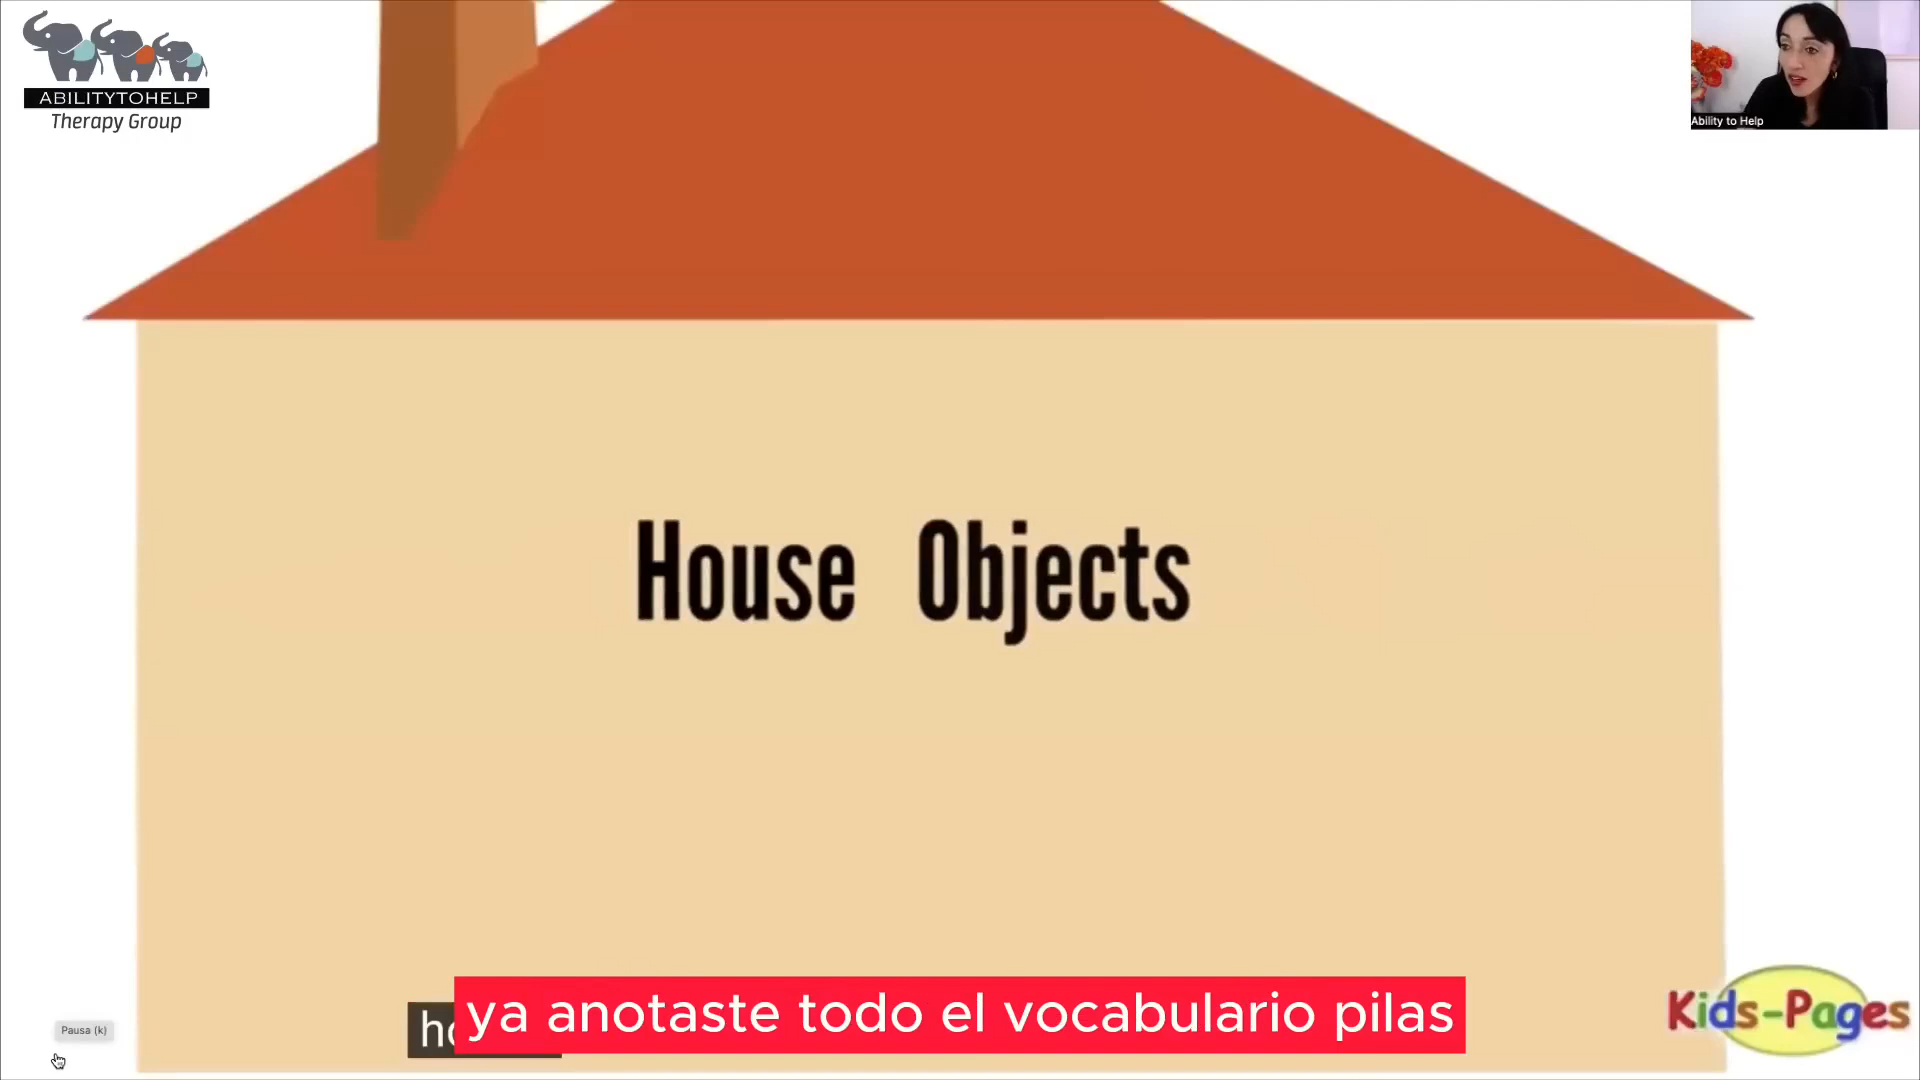 ABILITYTOHELP
Therapy Group
Ability to Help
House Objects
ya anotaste todo el vocabulario pilas
Pausa (k)
Kids-Pages